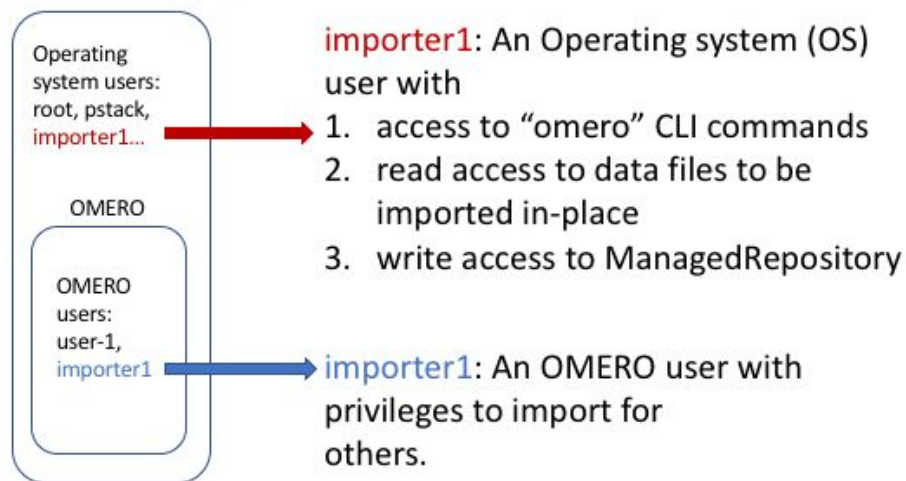 Operating
system users:
root, pstack,
importer1...
OMERO
OMERO
users:
user-1,
importer1
importer1: An Operating system (OS)
user with
1. access to “omero” CLI commands
2. read access to data files to be
imported in-place
3. write access to ManagedRepository
importer1: An OMERO user with
privileges to import for
others.